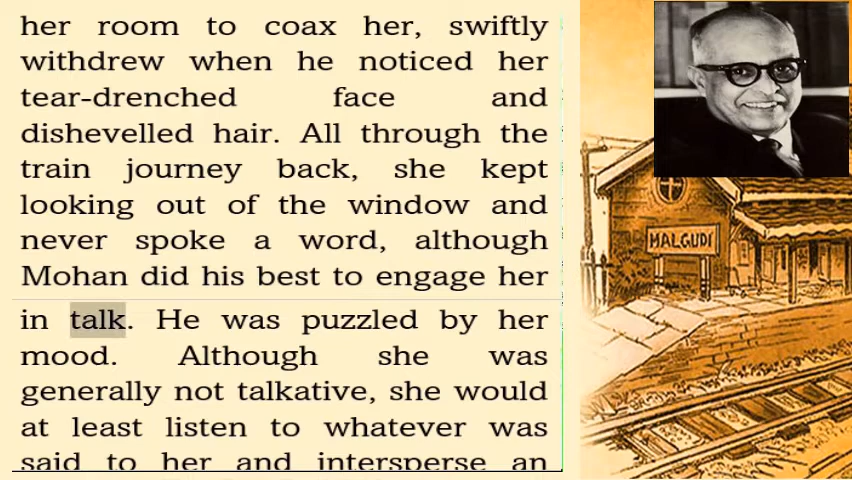 her room to coax her, swiftly
withdrew when he noticed her
tear-drenched face and
dishevelled hair. All through the
train journey back, she kept
looking out of the window and
never spoke a word, although
Mohan did his best to engage her
in talk. He was puzzled by her
mood. Although she was
generally not talkative, she would
at least listen to whatever was
said to her and intersperse an
MALGUDI